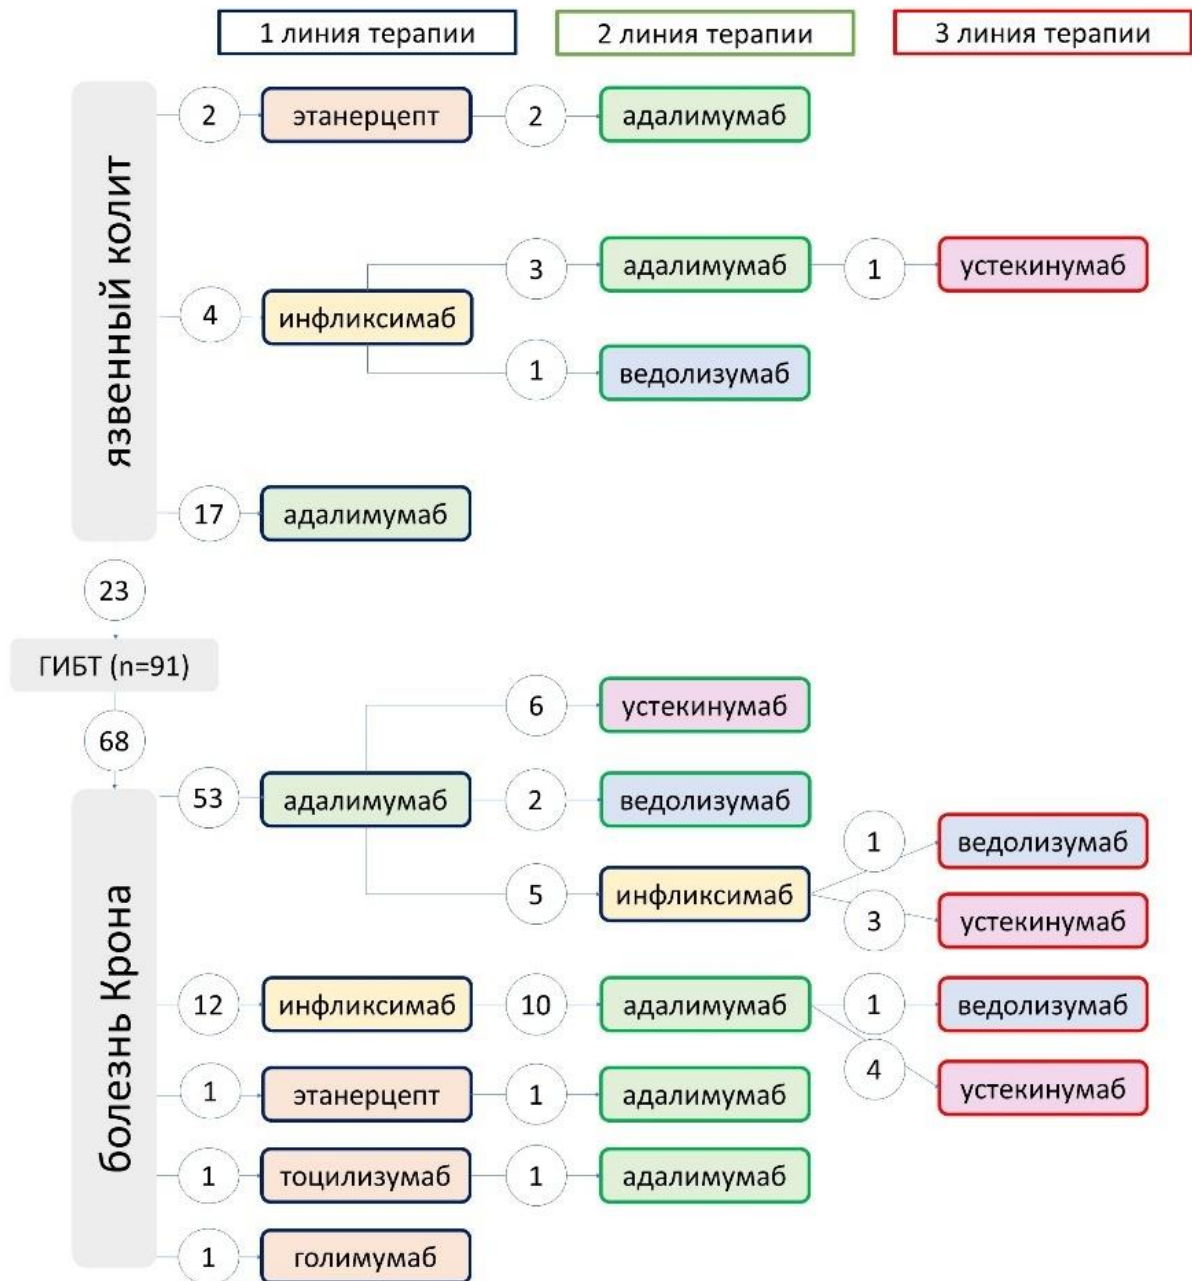 1 линия терапии
2 линия терапии
3 линия терапии
язвенный колит
2
этанерцепт
2
адалимумаб
3
адалимумаб
1
устекинумаб
4
инфликсимаб
1
ведолизумаб
17
адалимумаб
23
ГИБТ (n=91)
68
болезнь Крона
6
устекинумаб
53
адалимумаб
2
ведолизумаб
1
ведолизумаб
5
инфликсимаб
3
устекинумаб
12
инфликсимаб
10
адалимумаб
1
ведолизумаб
4
устекинумаб
1
этанерцепт
1
адалимумаб
1
тоцилизумаб
1
адалимумаб
1
голимумаб